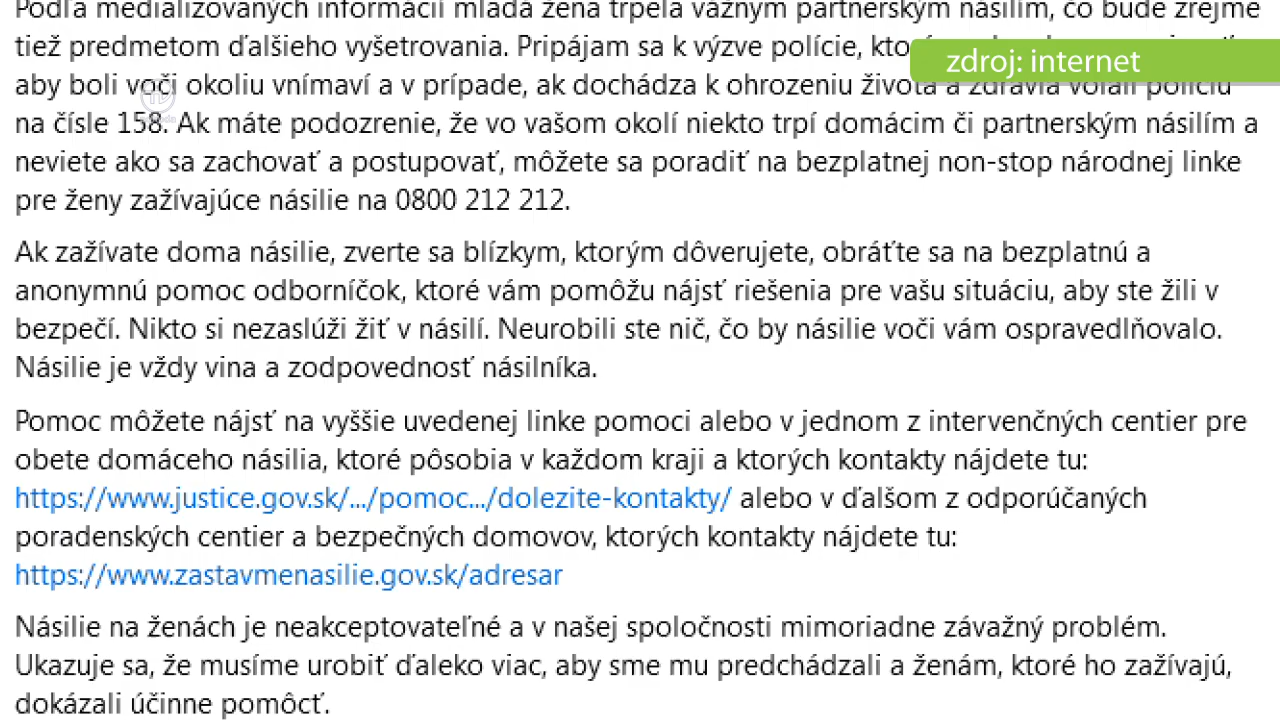 Podľa medializovaných informácií mladá žena trpela vážnym partnerským násilím, čo bude zrejme
tiež predmetom ďalšieho vyšetrovania. Pripájam sa k výzve polície,
zdroj: internet
aby boli voči okoliu vnímaví a v prípade, ak dochádza k ohrozeniu života a zdravia volali políciu
na čísle 158. Ak máte podozrenie, že vo vašom okolí niekto trpí domácim či partnerským násilím a
neviete ako sa zachovať a postupovať, môžete sa poradiť na bezplatnej non-stop národnej linke
pre ženy zažívajúce násilie na 0800 212 212.
Ak zažívate doma násilie, zverte sa blízkym, ktorým dôverujete, obráťte sa na bezplatnú a
anonymnú pomoc odborníčok, ktoré vám pomôžu nájsť riešenia pre vašu situáciu, aby ste žili v
bezpečí. Nikto si nezaslúži žiť v násilí. Neurobili ste nič, čo by násilie voči vám ospravedlňovalo.
Násilie je vždy vina a zodpovednosť násilníka.
Pomoc môžete nájsť na vyššie uvedenej linke pomoci alebo v jednom z intervenčných centier pre
obete domáceho násilia, ktoré pôsobia v každom kraji a ktorých kontakty nájdete tu:
https://www.justice.gov.sk/.../pomoc.../dolezite-kontakty/ alebo v ďalšom z odporúčaných
poradenských centier a bezpečných domovov, ktorých kontakty nájdete tu:
https://www.zastavmenasilie.gov.sk/adresar
Násilie na ženách je neakceptovateľné a v našej spoločnosti mimoriadne závažný problém.
Ukazuje sa, že musíme urobiť ďaleko viac, aby sme mu predchádzali a ženám, ktoré ho zažívajú,
dokázali účinne pomôcť.